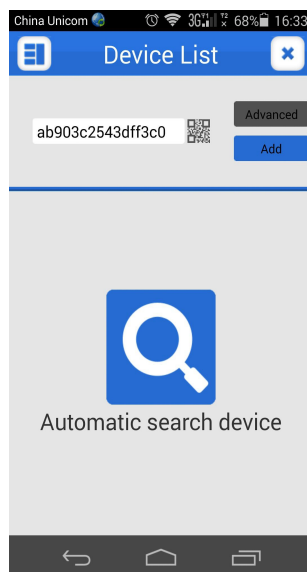 China Unicom 3G 68% 16:33
Device List
Advanced
ab903c2543dff3c0
Add
Automatic search device